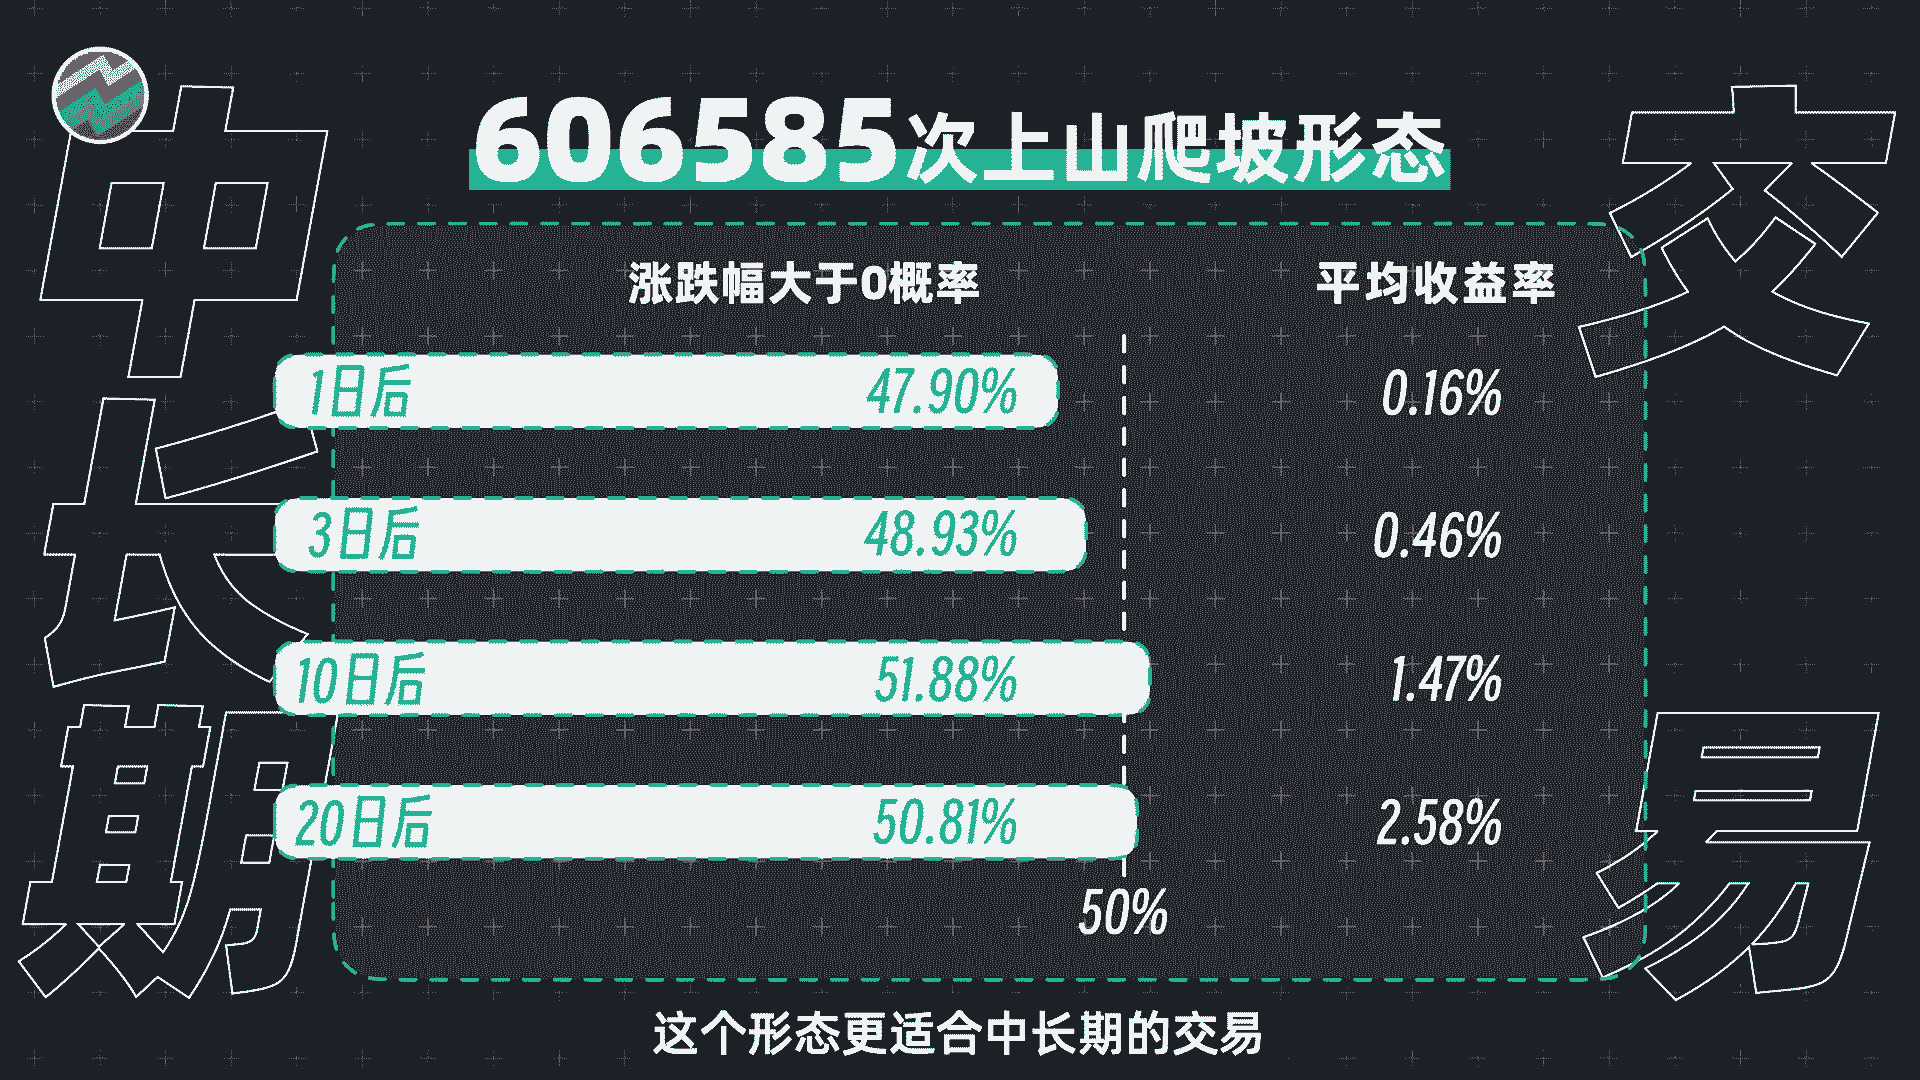 606585次上山爬坡形态
中长期
交易
涨跌幅大于0概率 平均收益率
1日后 47.90% 0.16%
3日后 48.93% 0.46%
10日后 51.88% 1.47%
20日后 50.81% 2.58%
50%
这个形态更适合中长期的交易